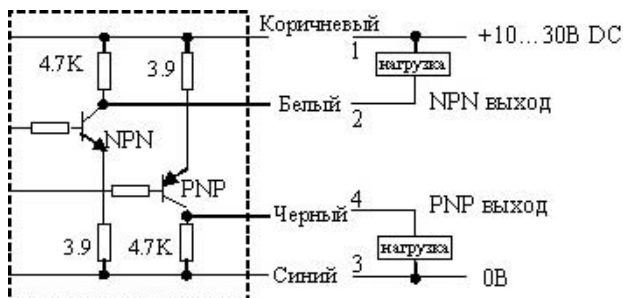 Коричневый
1
+10...30В DC
4.7K
3.9
нагрузка
Белый
2
NPN выход
NPN
PNP
4
PNP выход
Черный
3.9
4.7K
нагрузка
Синий
3
0В